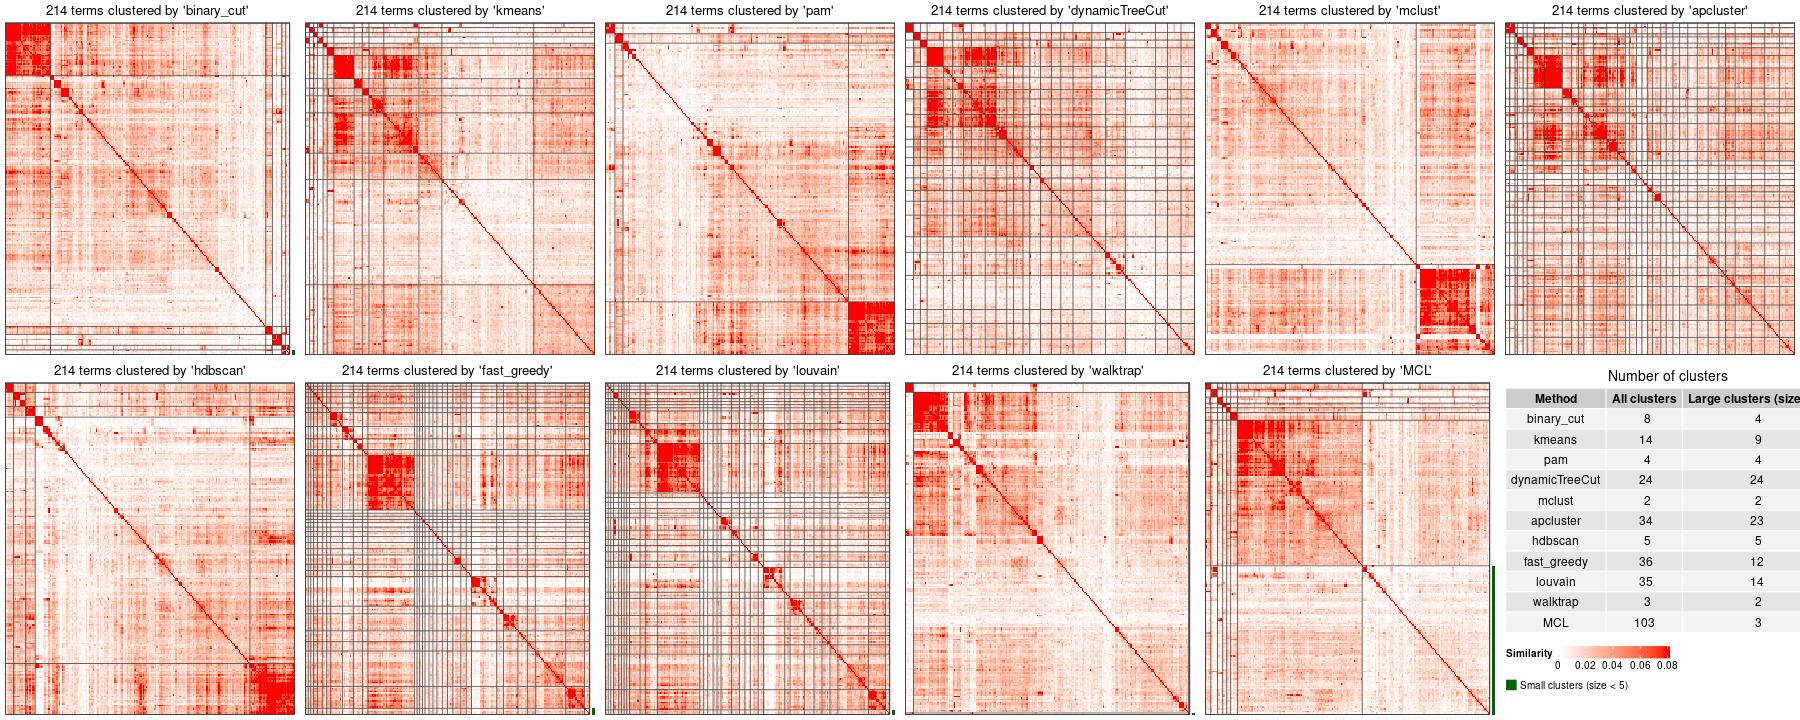 214 terms clustered by 'binary_cut'
214 terms clustered by 'kmeans'
214 terms clustered by 'pam'
214 terms clustered by 'dynamicTreeCut'
214 terms clustered by 'mclust'
214 terms clustered by 'apcluster'
214 terms clustered by 'hdbscan'
214 terms clustered by 'fast_greedy'
214 terms clustered by 'louvain'
214 terms clustered by 'walktrap'
214 terms clustered by 'MCL'
Number of clusters
Method All clusters Large clusters (size
binary_cut 8 4
kmeans 14 9
pam 4 4
dynamicTreeCut 24 24
mclust 2 2
apcluster 34 23
hdbscan 5 5
fast_greedy 36 12
louvain 35 14
walktrap 3 2
MCL 103 3
Similarity
0 0.02 0.04 0.06 0.08
Small clusters (size < 5)